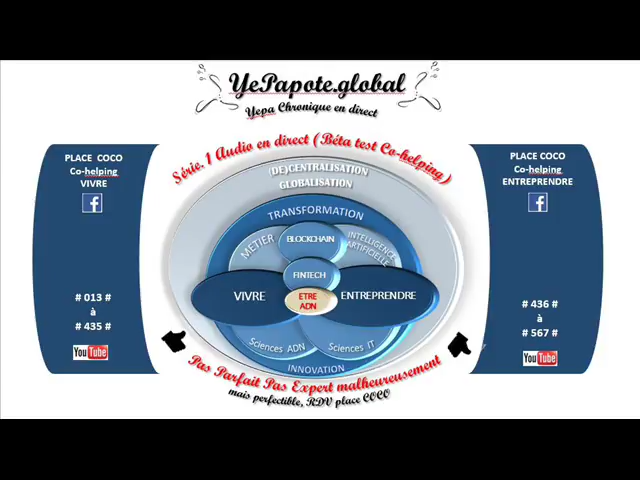 YePapote.global
Yepa Chronique en direct
Série. 1 Audio en direct ( Béta test Co-helping)
PLACE COCO
Co-helping
VIVRE
f
# 013 #
à
# 435 #
YouTube
(DE)CENTRALISATION
GLOBALISATION
TRANSFORMATION
METIER
BLOCKCHAIN
INTELLIGENCE
ARTIFICIELLE
FINTECH
VIVRE
ETRE
ADN
ENTREPRENDRE
Sciences ADN
Sciences IT
INNOVATION
PLACE COCO
Co-helping
ENTREPRENDRE
f
# 436 #
à
# 567 #
YouTube
Pas Parfait Pas Expert malheureusement
mais perfectible, RDV place COCO